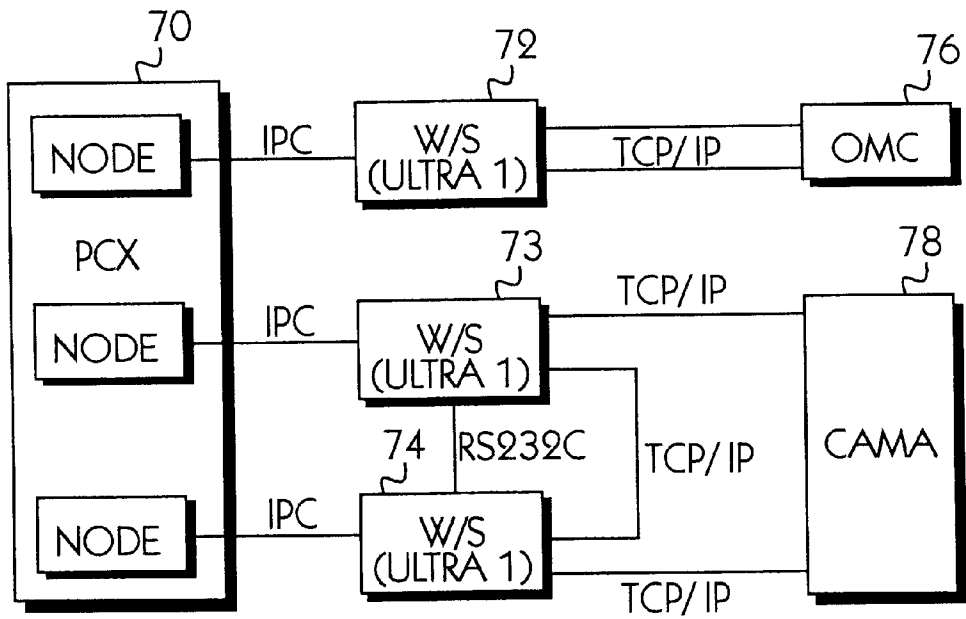 70
72
76
NODE
IPC
W/S
(ULTRA 1)
TCP/IP
OMC
PCX
73
78
TCP/IP
NODE
IPC
W/S
(ULTRA 1)
74
RS232C
TCP/IP
CAMA
NODE
IPC
W/S
(ULTRA 1)
TCP/IP